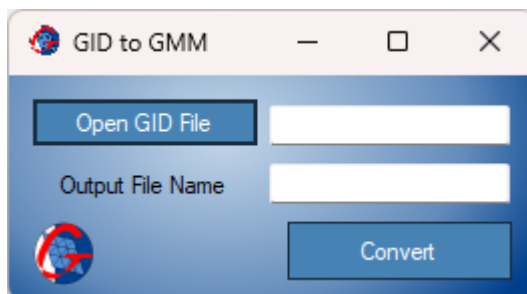 GID to GMM
Open GID File
Output File Name
Convert